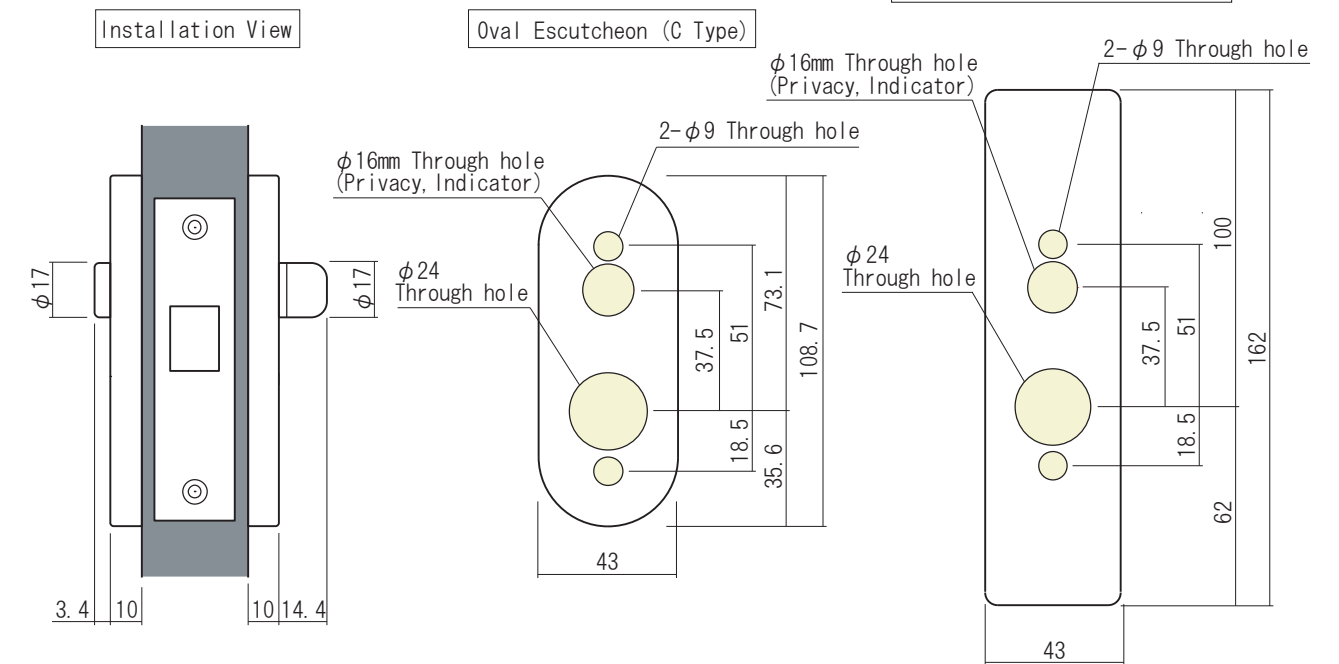 Installation View
φ17
φ17
3.4
10
10
14.4
Oval Escutcheon (C Type)
2-φ9 Through hole
φ16mm Through hole
(Privacy, Indicator)
φ24
Through hole
37.5
51
18.5
73.1
35.6
108.7
43
2-φ9 Through hole
φ16mm Through hole
(Privacy, Indicator)
φ24
Through hole
37.5
51
18.5
100
62
162
43